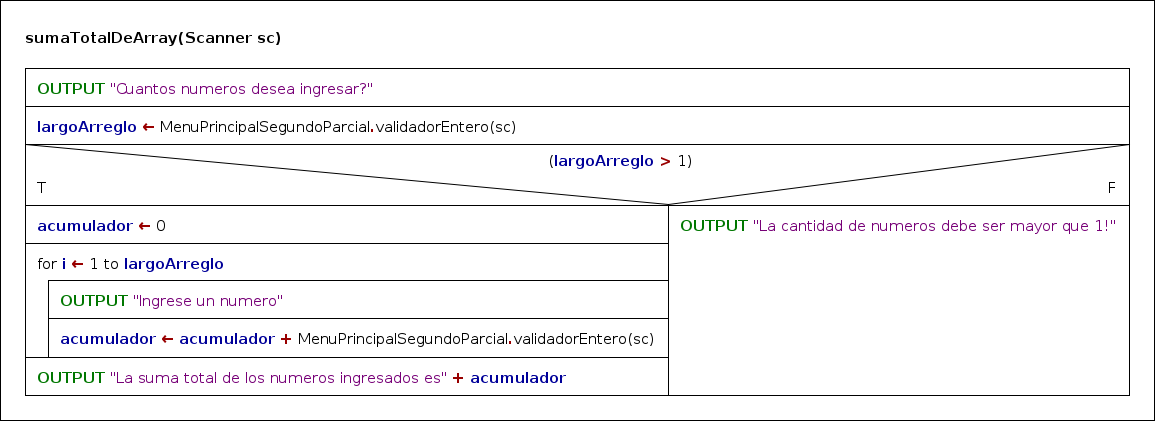 sumaTotalDeArray(Scanner sc)
OUTPUT "Cuantos numeros desea ingresar?"
largoArreglo ← MenuPrincipalSegundoParcial.validadorEntero(sc)
(largoArreglo > 1)
T
F
acumulador ← 0
OUTPUT "La cantidad de numeros debe ser mayor que 1!"
for i ← 1 to largoArreglo
OUTPUT "Ingrese un numero"
acumulador ← acumulador + MenuPrincipalSegundoParcial.validadorEntero(sc)
OUTPUT "La suma total de los numeros ingresados es" + acumulador